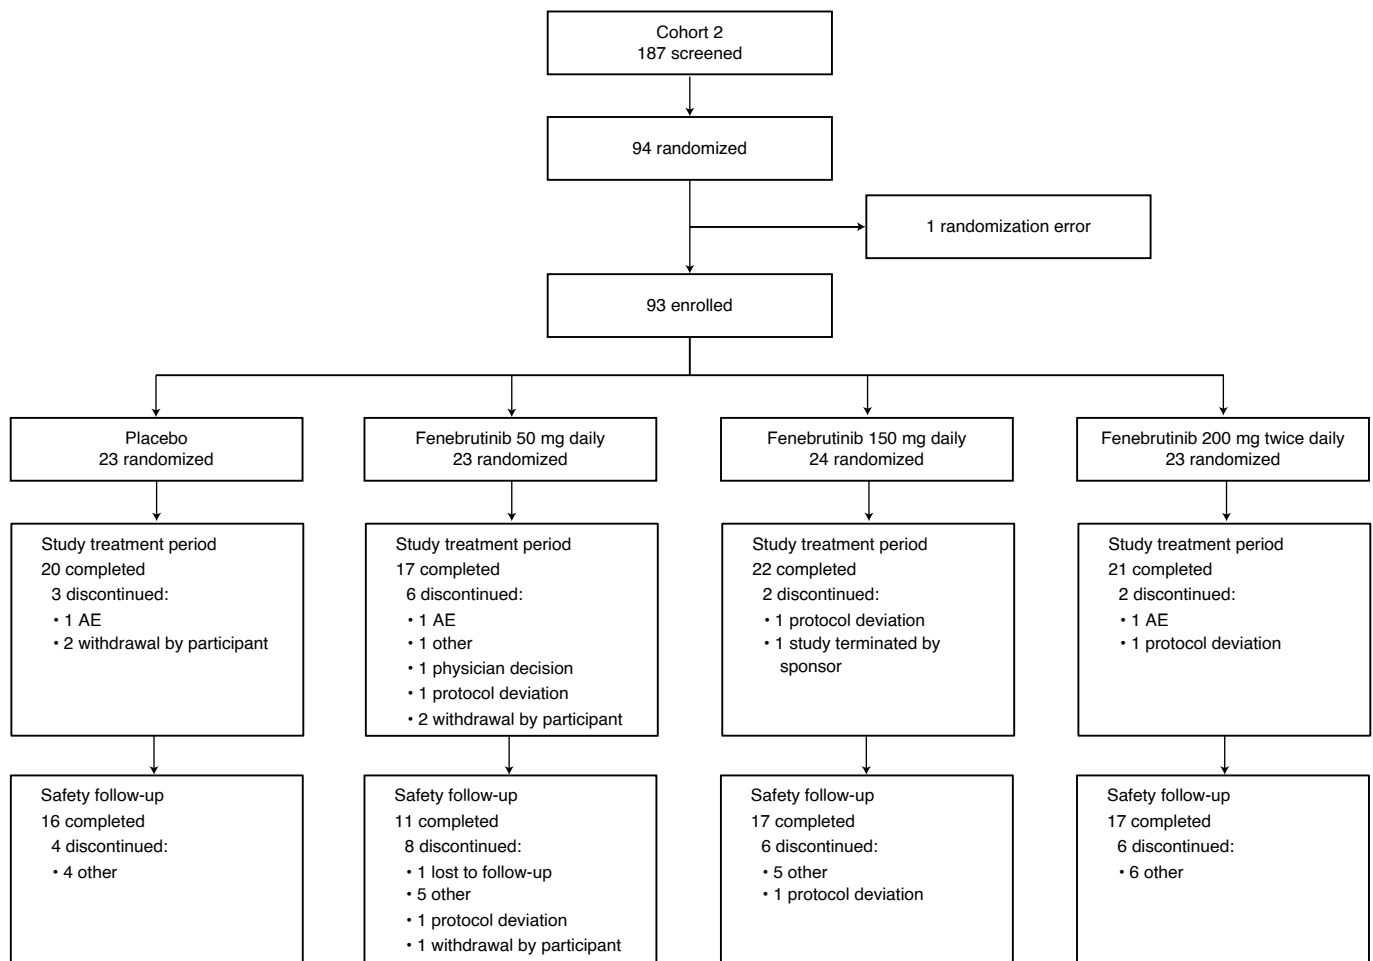 Cohort 2
187 screened
94 randomized
1 randomization error
93 enrolled
Placebo
23 randomized
Fenebrutinib 50 mg daily
23 randomized
Fenebrutinib 150 mg daily
24 randomized
Fenebrutinib 200 mg twice daily
23 randomized
Study treatment period
20 completed
3 discontinued:
• 1 AE
• 2 withdrawal by participant
Study treatment period
17 completed
6 discontinued:
• 1 AE
• 1 other
• 1 physician decision
• 1 protocol deviation
• 2 withdrawal by participant
Study treatment period
22 completed
2 discontinued:
• 1 protocol deviation
• 1 study terminated by
sponsor
Study treatment period
21 completed
2 discontinued:
• 1 AE
• 1 protocol deviation
Safety follow-up
16 completed
4 discontinued:
• 4 other
Safety follow-up
11 completed
8 discontinued:
• 1 lost to follow-up
• 5 other
• 1 protocol deviation
• 1 withdrawal by participant
Safety follow-up
17 completed
6 discontinued:
• 5 other
• 1 protocol deviation
Safety follow-up
17 completed
6 discontinued:
• 6 other